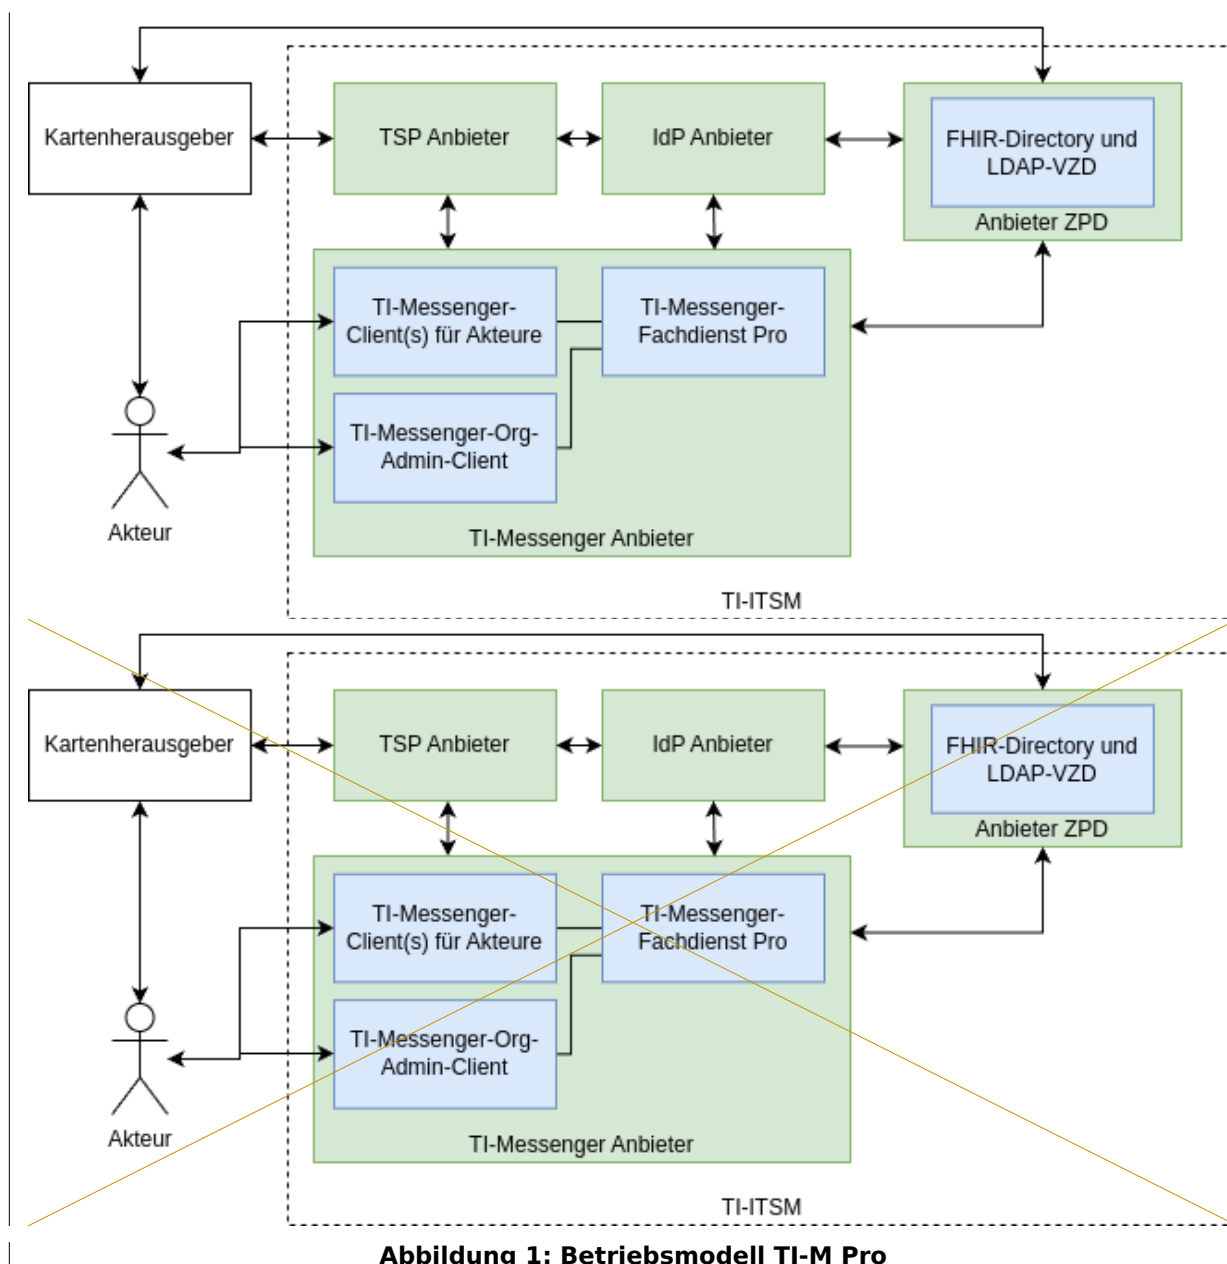 Kartenherausgeber
TSP Anbieter
IdP Anbieter
FHIR-Directory und
LDAP-VZD
Anbieter ZPD
TI-Messenger-
Client(s) für Akteure
TI-Messenger-
Fachdienst Pro
TI-Messenger-Org-
Admin-Client
Akteur
TI-Messenger Anbieter
TI-ITSM
Kartenherausgeber
TSP Anbieter
IdP Anbieter
FHIR-Directory und
LDAP-VZD
Anbieter ZPD
TI-Messenger-
Client(s) für Akteure
TI-Messenger-
Fachdienst Pro
TI-Messenger-Org-
Admin-Client
Akteur
TI-Messenger Anbieter
TI-ITSM
Abbildung 1: Betriebsmodell TI-M Pro